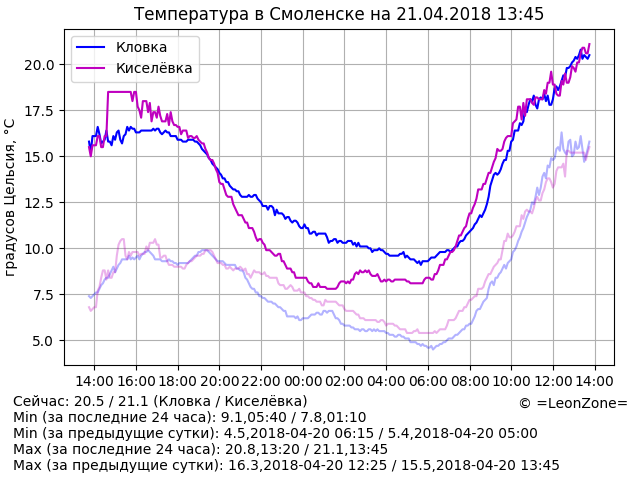 Температура в Смоленске на 21.04.2018 13:45
Кловка
Киселёвка
градусов Цельсия, °C
20.0
17.5
15.0
12.5
10.0
7.5
5.0
14:00 16:00 18:00 20:00 22:00 00:00 02:00 04:00 06:00 08:00 10:00 12:00 14:00
Сейчас: 20.5 / 21.1 (Кловка / Киселёвка)
© =LeonZone=
Min (за последние 24 часа): 9.1,05:40 / 7.8,01:10
Min (за предыдущие сутки): 4.5,2018-04-20 06:15 / 5.4,2018-04-20 05:00
Max (за последние 24 часа): 20.8,13:20 / 21.1,13:45
Max (за предыдущие сутки): 16.3,2018-04-20 12:25 / 15.5,2018-04-20 13:45